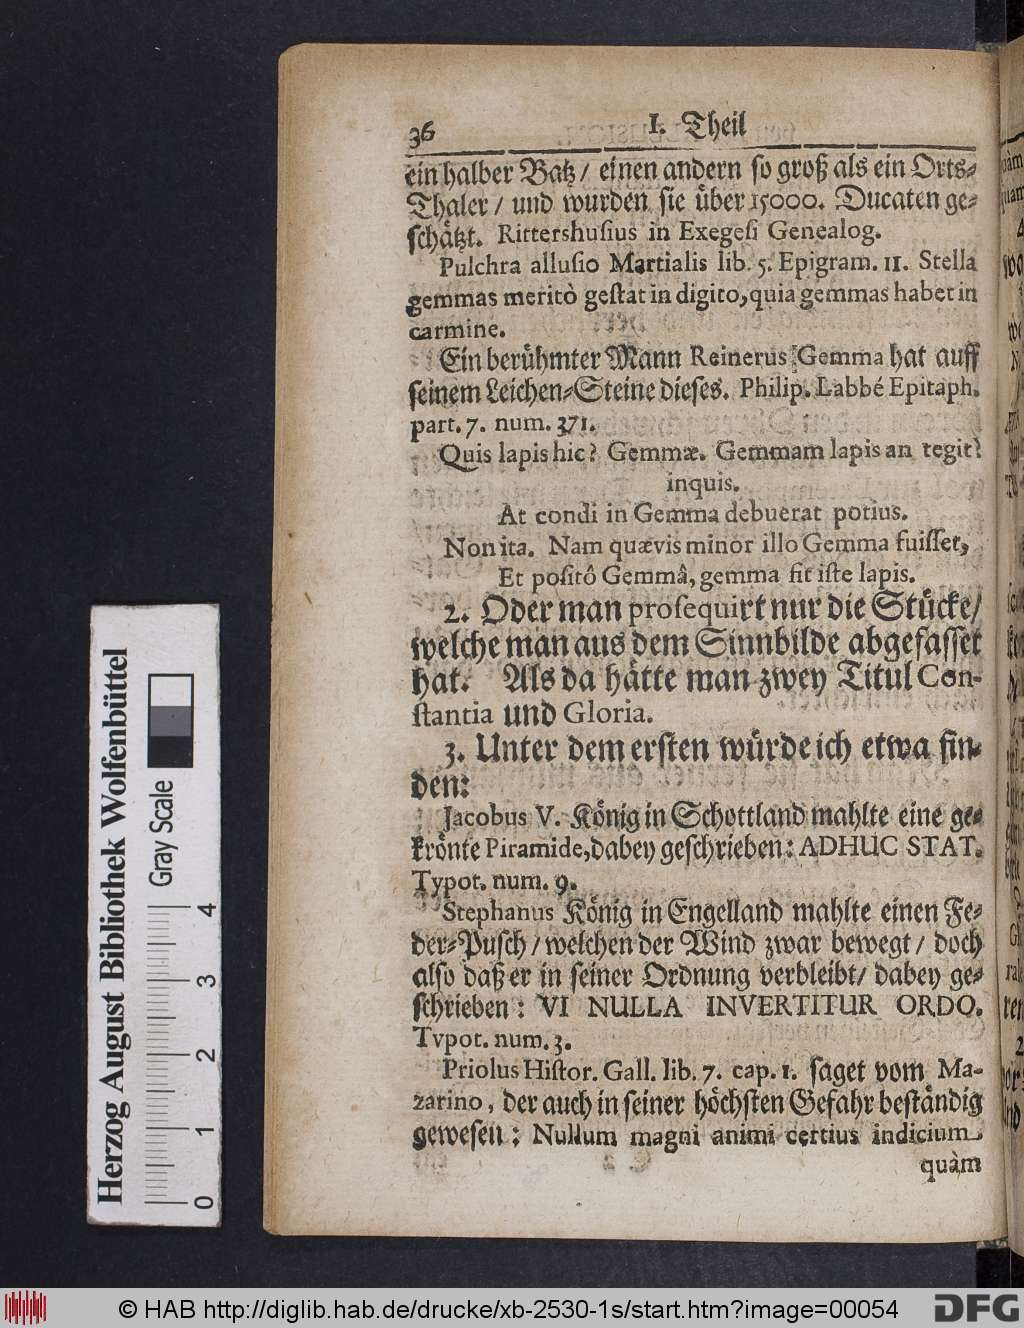 36 I. Theil
ein halber Batz / einen andern so groß als ein Orts-
Thaler / und wurden sie über 15000. Ducaten ge-
schätzt. Rittershusius in Exegesi Genealog.
Pulchra allusio Martialis lib. 5. Epigram. 11. Stella
gemmas meritò gestat in digito, quia gemmas habet in
carmine.
Ein berühmter Mann Reinerus Gemma hat auff
seinem Leichen-Steine dieses. Philip. Labbé Epitaph.
part. 7. num. 371.
Quis lapis hic? Gemmæ. Gemmam lapis an tegit?
inquis.
At condi in Gemma debuerat potius.
Non ita. Nam quævis minor illo Gemma fuisset,
Et positô Gemmâ, gemma fit iste lapis.
2. Oder man prosequirt nur die Stücke /
welche man aus dem Sinnbilde abgefasset
hat. Als da hätte man zwey Titul Con-
stantia und Gloria.
3. Unter dem ersten würde ich etwa fin-
den:
Jacobus V. König in Schottland mahlte eine ge-
krönte Piramide, dabey geschrieben: ADHUC STAT.
Typot. num. 9.
Stephanus König in Engelland mahlte einen Fe-
der-Pusch / welchen der Wind zwar bewegt / doch
also daß er in seiner Ordnung verbleibt / dabey ge-
schrieben: VI NULLA INVERTITUR ORDO.
Typot. num. 3.
Priolus Histor. Gall. lib. 7. cap. 1. saget vom Ma-
zarino, der auch in seiner höchsten Gefahr beständig
gewesen: Nullum magni animi certius indicium
quàm
Herzog August Bibliothek Wolfenbüttel
Gray Scale
0 1 2 3 4
© HAB http://diglib.hab.de/drucke/xb-2530-1s/start.htm?image=00054
DFG